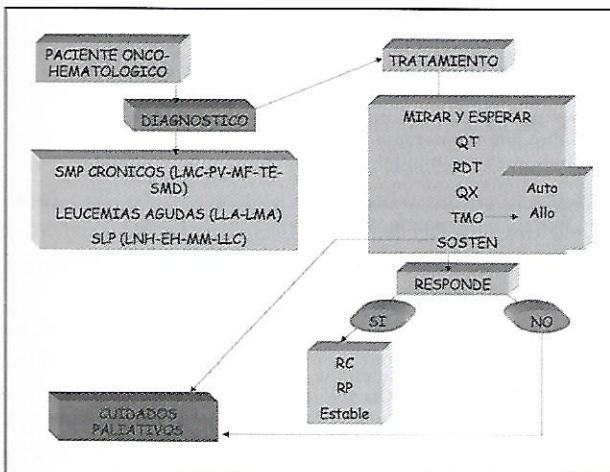 PACIENTE ONCO-
HEMATOLOGICO
DIAGNOSTICO
SMP CRONICOS (LMC-PV-MF-TE-
SMD)
LEUCEMIAS AGUDAS (LLA-LMA)
SLP (LNH-EH-MM-LLC)
TRATAMIENTO
MIRAR Y ESPERAR
QT
RDT
QX
TMO
SOSTEN
Auto
Allo
RESPONDE
SI
NO
RC
RP
Estable
CUIDADOS
PALIATIVOS